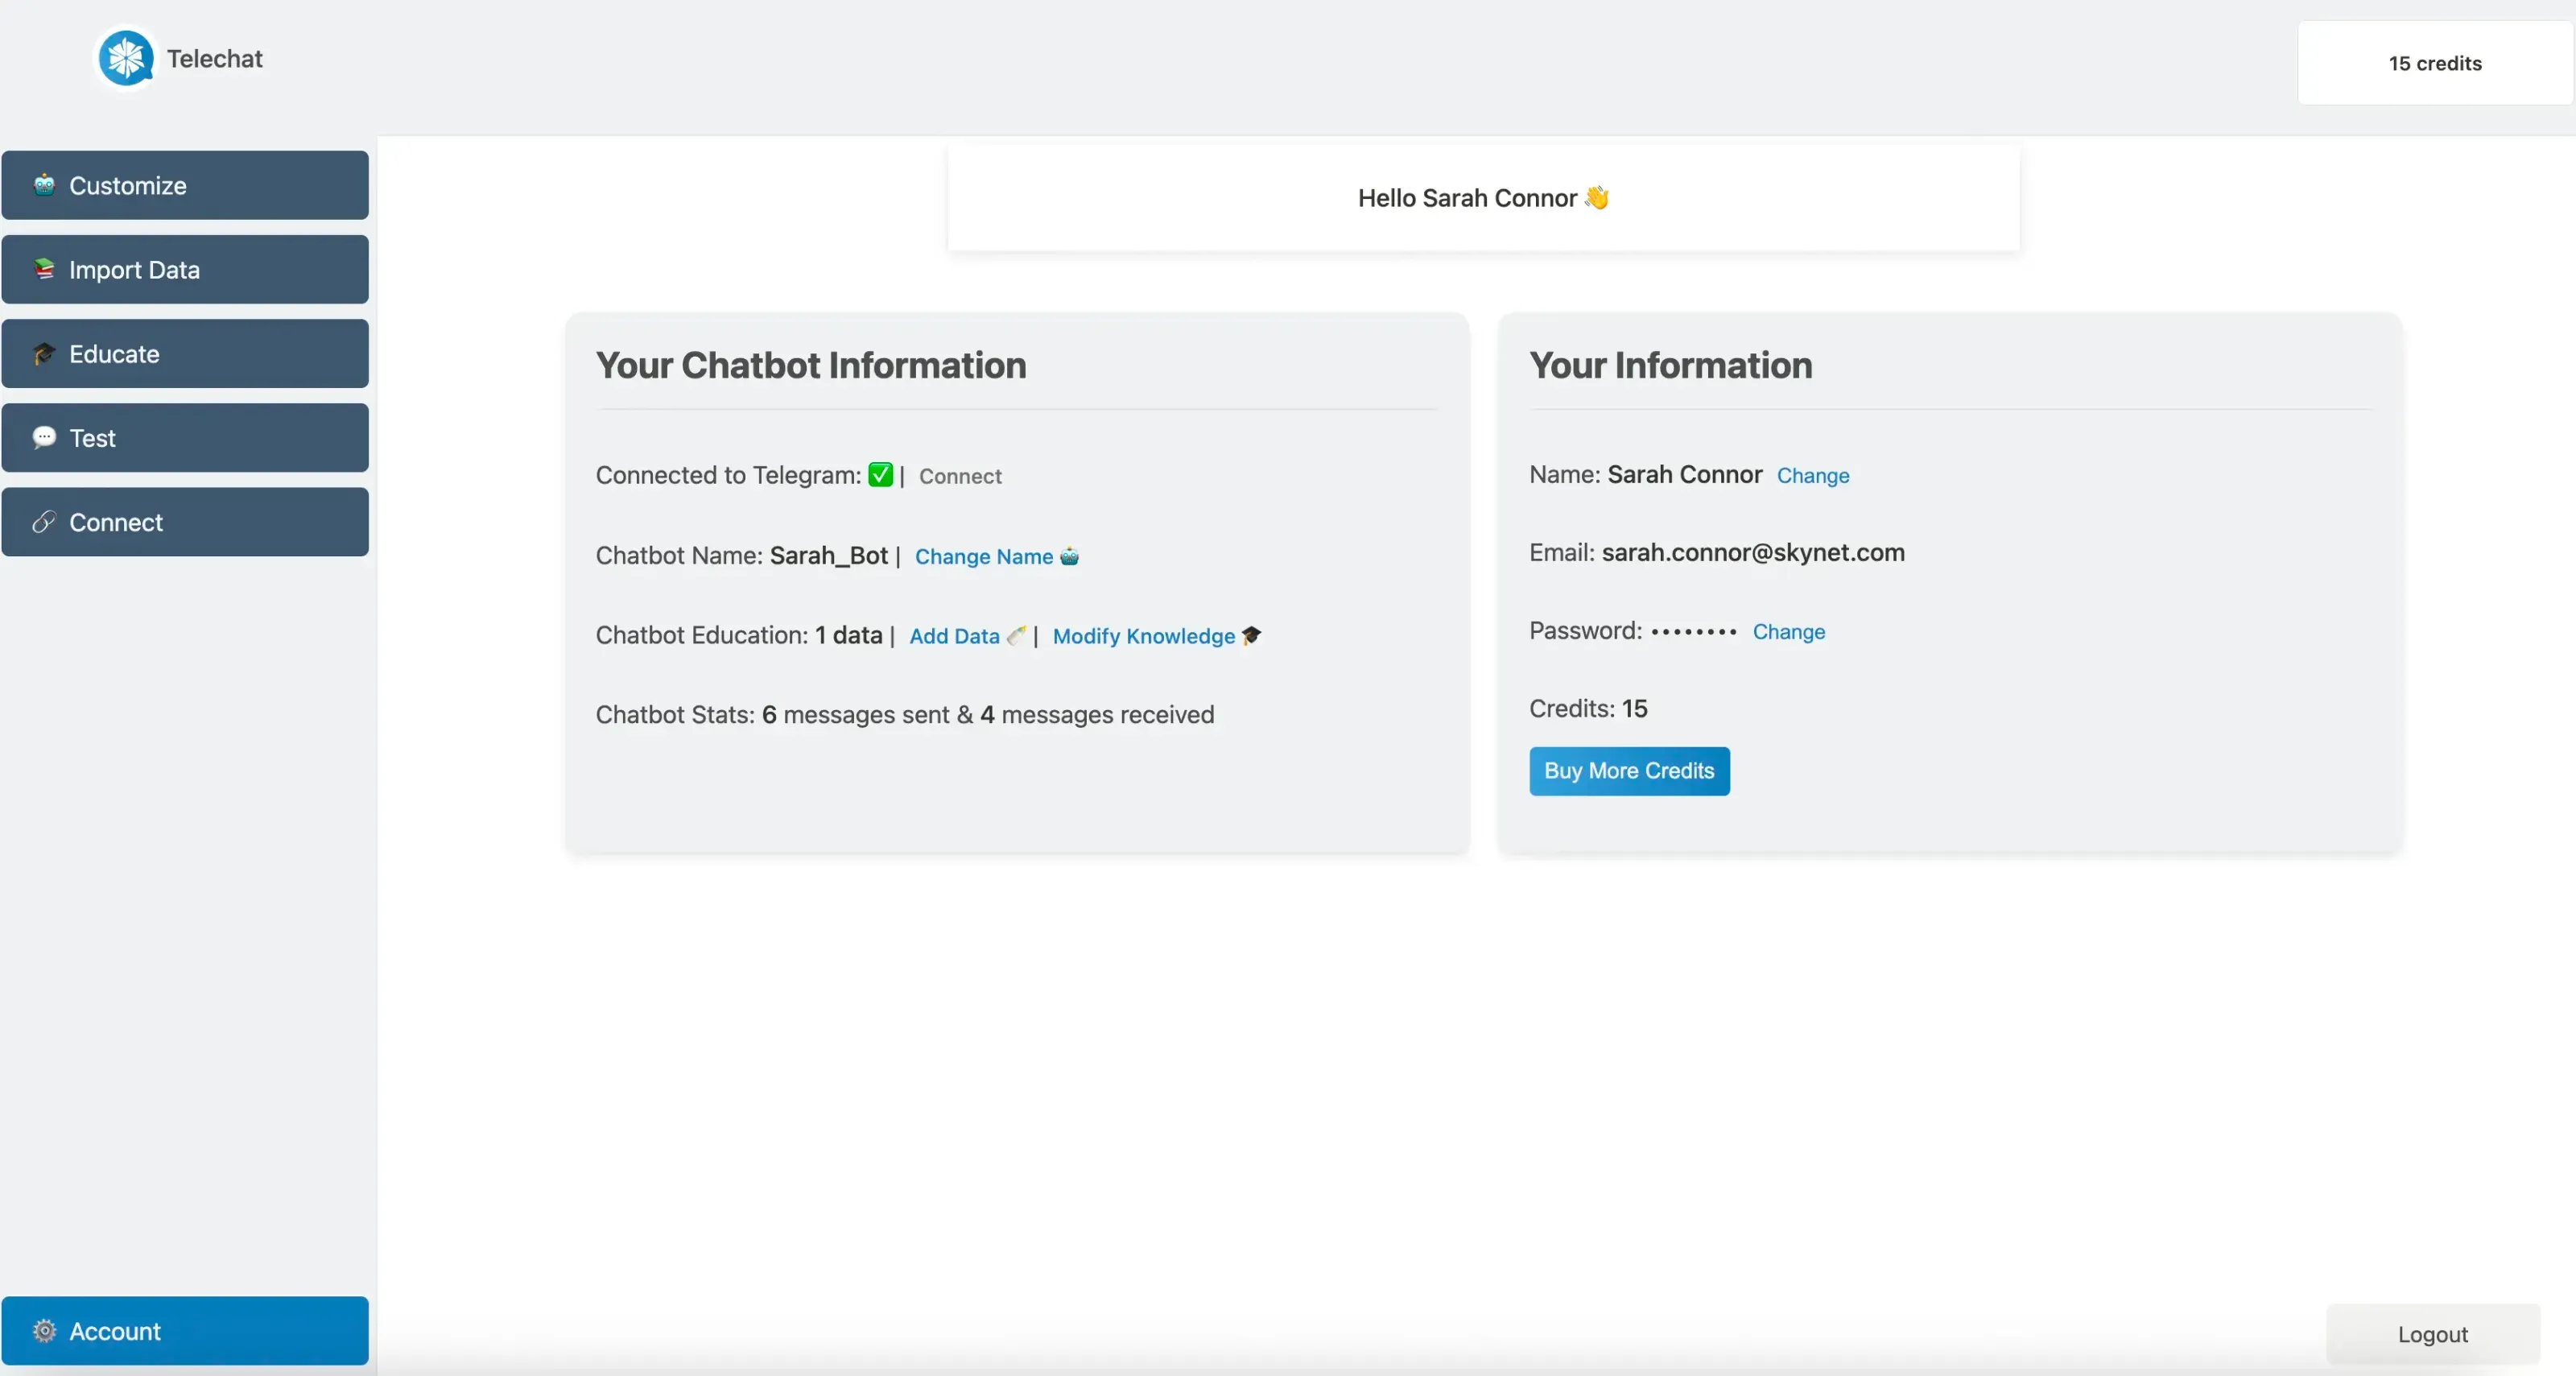 Telechat
15 credits
Customize
Import Data
Educate
Test
Connect
Account
Hello Sarah Connor 👋
Your Chatbot Information
Connected to Telegram: ✅ | Connect
Chatbot Name: Sarah_Bot | Change Name 🤖
Chatbot Education: 1 data | Add Data 🍼 | Modify Knowledge 🎓
Chatbot Stats: 6 messages sent & 4 messages received
Your Information
Name: Sarah Connor Change
Email: sarah.connor@skynet.com
Password: •••••••• Change
Credits: 15
Buy More Credits
Logout